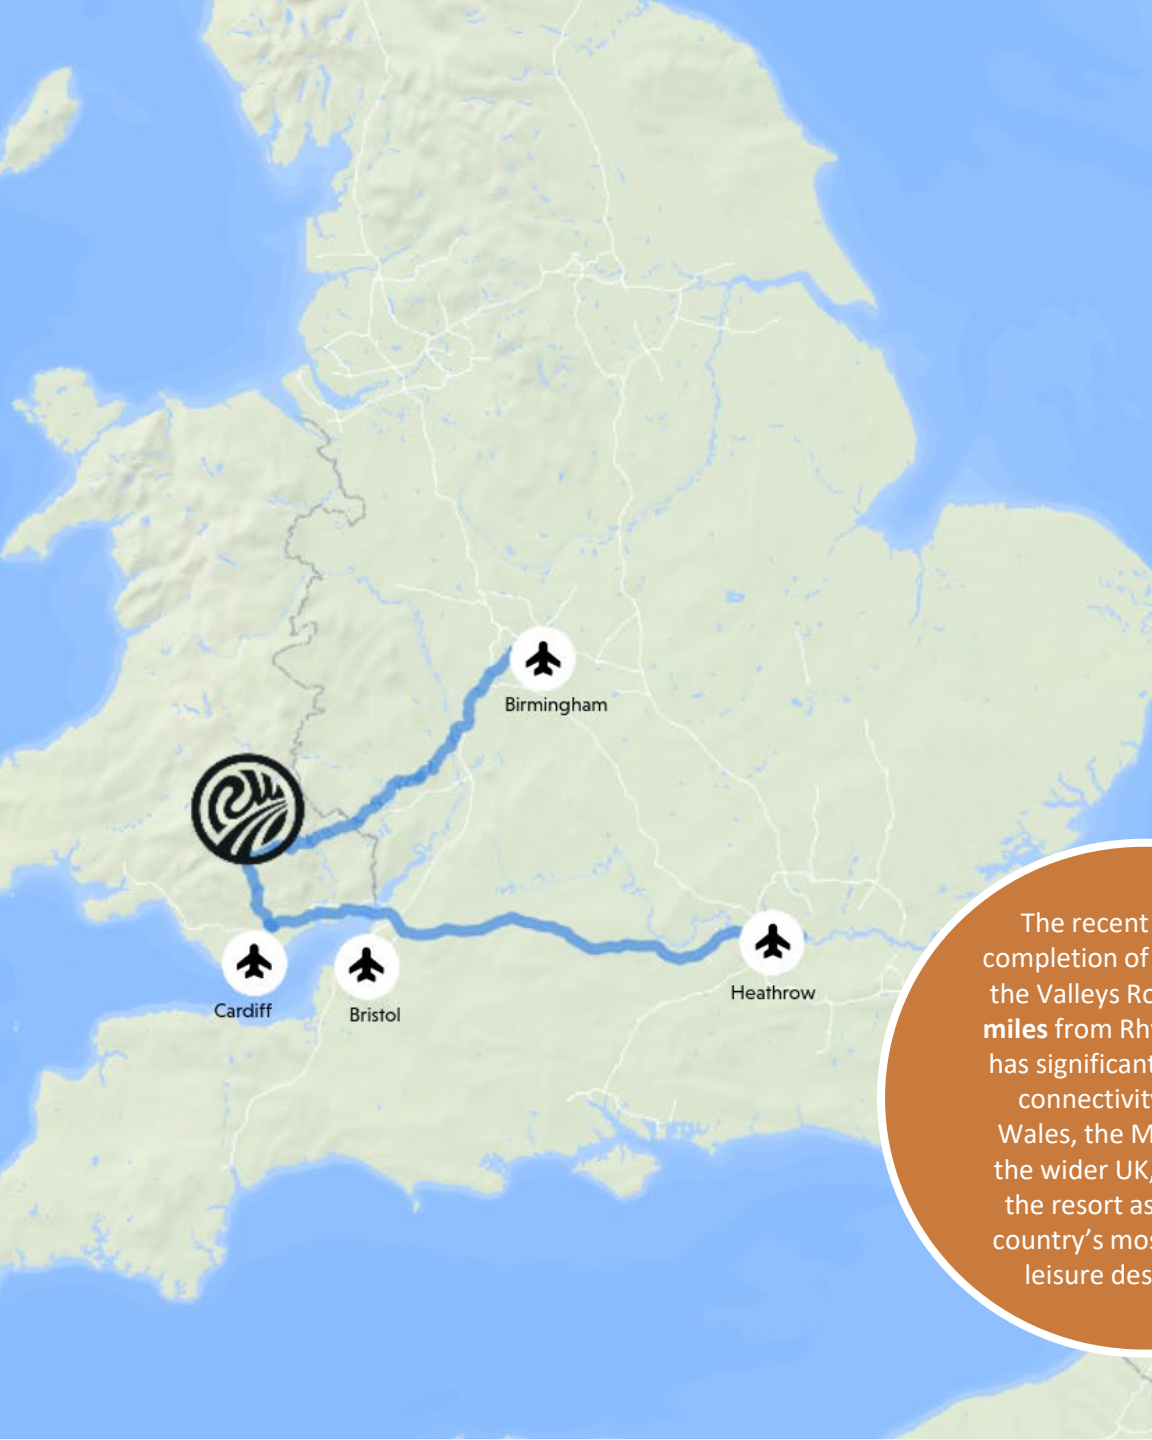 Birmingham
Cardiff
Bristol
Heathrow
The recent
completion of
the Valleys Ro
miles from Rh
has significant
connectivit
Wales, the M
the wider UK,
the resort as
country’s mos
leisure des